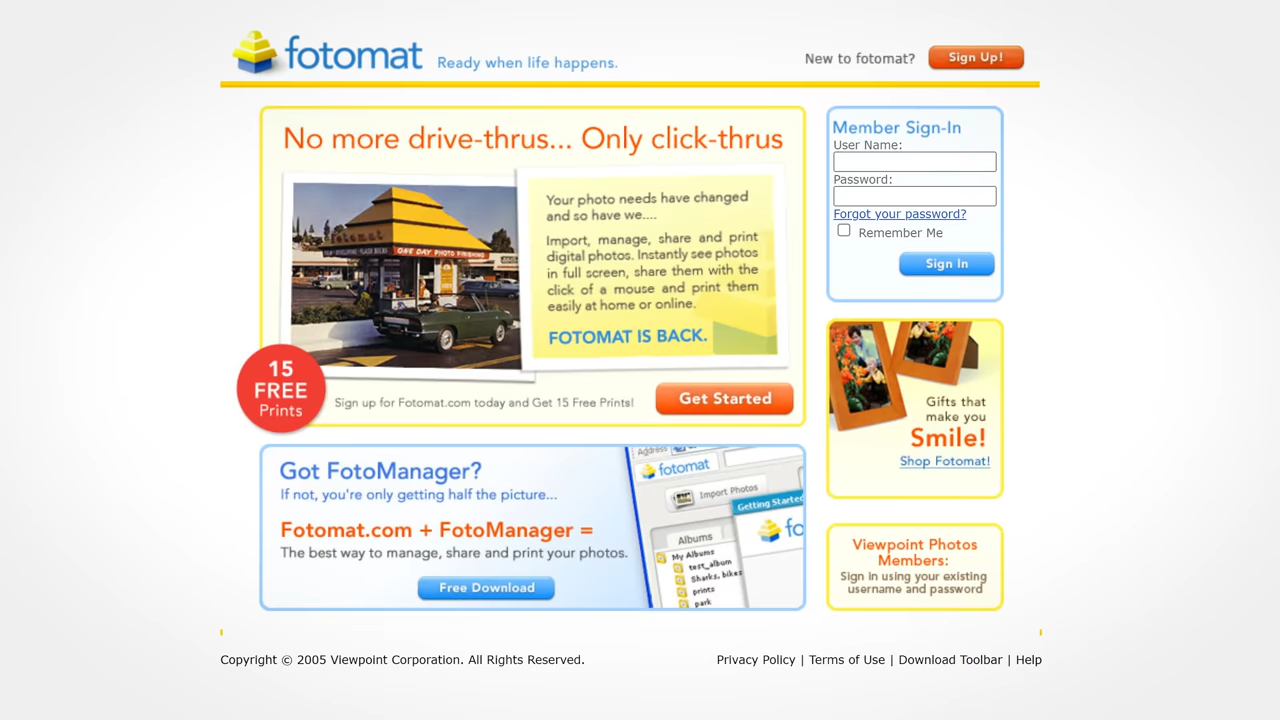 fotomat
Ready when life happens.
New to fotomat?
Sign Up!
No more drive-thrus... Only click-thrus
fotomat
ONE DAY PHOTO FINISHING
Your photo needs have changed
and so have we....
Import, manage, share and print
digital photos. Instantly see photos
in full screen, share them with the
click of a mouse and print them
easily at home or online.
FOTOMAT IS BACK.
15
FREE
Prints
Sign up for Fotomat.com today and Get 15 Free Prints!
Get Started
Member Sign-In
User Name:
Password:
Forgot your password?
Remember Me
Sign In
Gifts that
make you
Smile!
Shop Fotomat!
Got FotoManager?
If not, you're only getting half the picture...
Fotomat.com + FotoManager =
The best way to manage, share and print your photos.
Free Download
Address
fotomat
Import Photos
Getting Started
fo
Albums
My Albums
test_album
Sharks, bikes
prints
park
Viewpoint Photos
Members:
Sign in using your existing
username and password
Copyright © 2005 Viewpoint Corporation. All Rights Reserved.
Privacy Policy | Terms of Use | Download Toolbar | Help